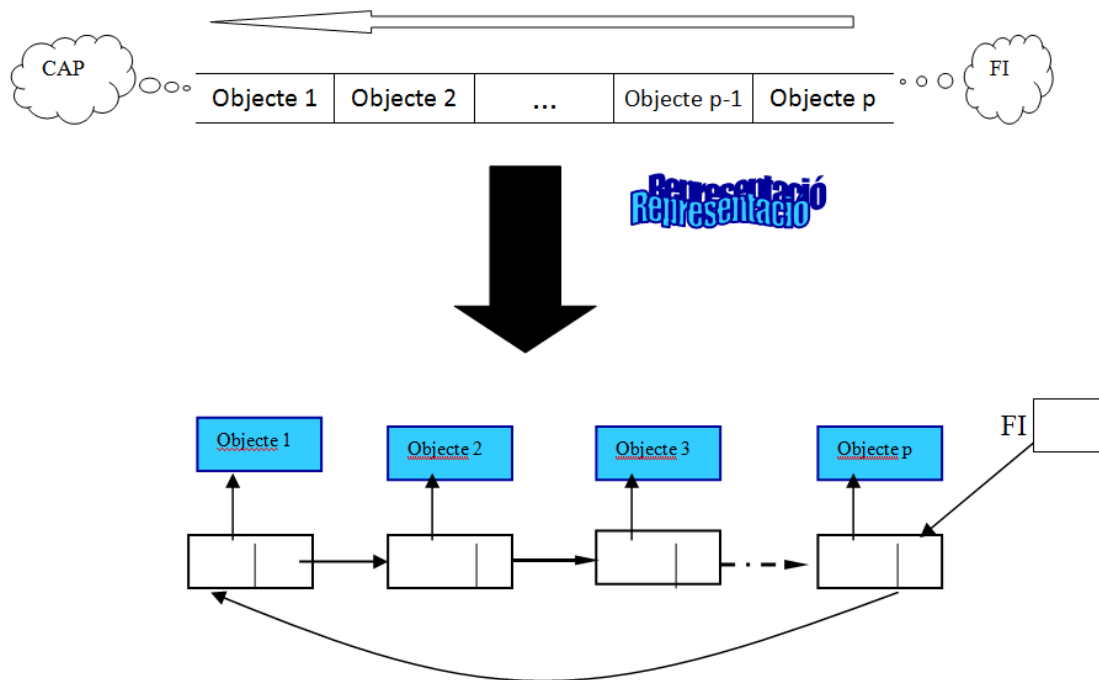 CAP
FI
Objecte 1 Objecte 2 ... Objecte p-1 Objecte p
Representació
Objecte 1
Objecte 2
Objecte 3
Objecte p
FI